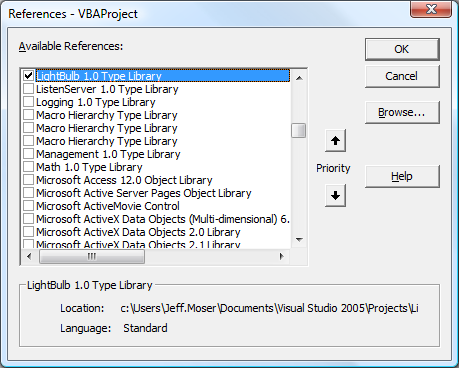 References - VBAProject
Available References:
LightBulb 1.0 Type Library
ListenServer 1.0 Type Library
Logging 1.0 Type Library
Macro Hierarchy Type Library
Macro Hierarchy Type Library
Macro Hierarchy Type Library
Management 1.0 Type Library
Math 1.0 Type Library
Microsoft Access 12.0 Object Library
Microsoft Active Server Pages Object Library
Microsoft ActiveMovie Control
Microsoft ActiveX Data Objects (Multi-dimensional) 6.
Microsoft ActiveX Data Objects 2.0 Library
Microsoft ActiveX Data Objects 2.1 Library
OK
Cancel
Browse...
Priority
Help
LightBulb 1.0 Type Library
Location: c:\Users\Jeff.Moser\Documents\Visual Studio 2005\Projects\Li
Language: Standard